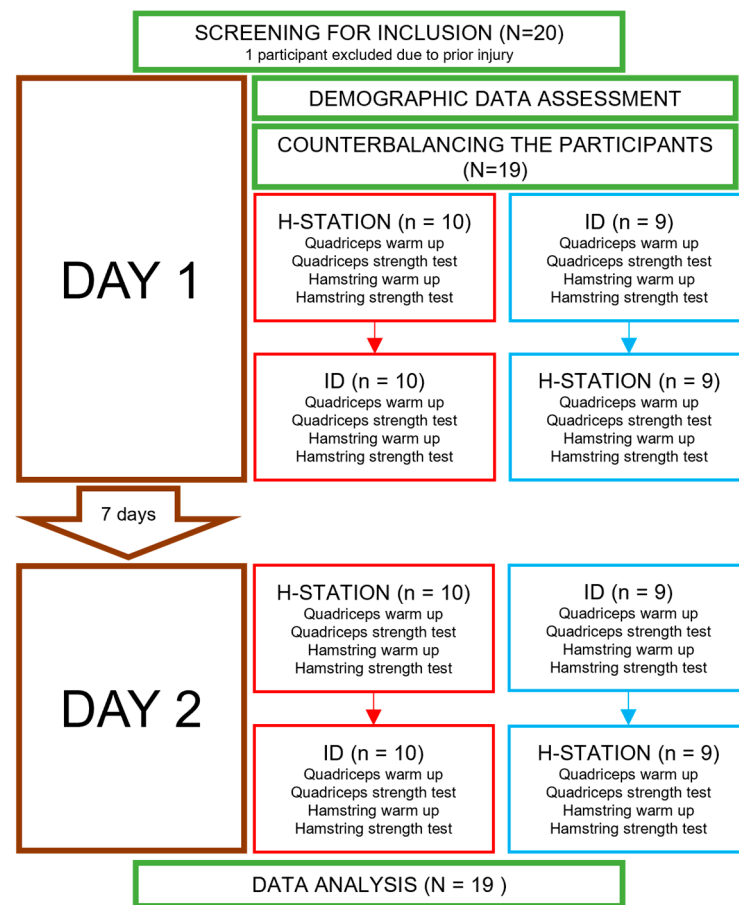 SCREENING FOR INCLUSION (N=20)
1 participant excluded due to prior injury
DAY 1
DEMOGRAPHIC DATA ASSESSMENT
COUNTERBALANCING THE PARTICIPANTS
(N=19)
H-STATION (n = 10)
Quadriceps warm up
Quadriceps strength test
Hamstring warm up
Hamstring strength test
ID (n = 9)
Quadriceps warm up
Quadriceps strength test
Hamstring warm up
Hamstring strength test
ID (n = 10)
Quadriceps warm up
Quadriceps strength test
Hamstring warm up
Hamstring strength test
H-STATION (n = 9)
Quadriceps warm up
Quadriceps strength test
Hamstring warm up
Hamstring strength test
7 days
DAY 2
H-STATION (n = 10)
Quadriceps warm up
Quadriceps strength test
Hamstring warm up
Hamstring strength test
ID (n = 9)
Quadriceps warm up
Quadriceps strength test
Hamstring warm up
Hamstring strength test
ID (n = 10)
Quadriceps warm up
Quadriceps strength test
Hamstring warm up
Hamstring strength test
H-STATION (n = 9)
Quadriceps warm up
Quadriceps strength test
Hamstring warm up
Hamstring strength test
DATA ANALYSIS (N = 19 )